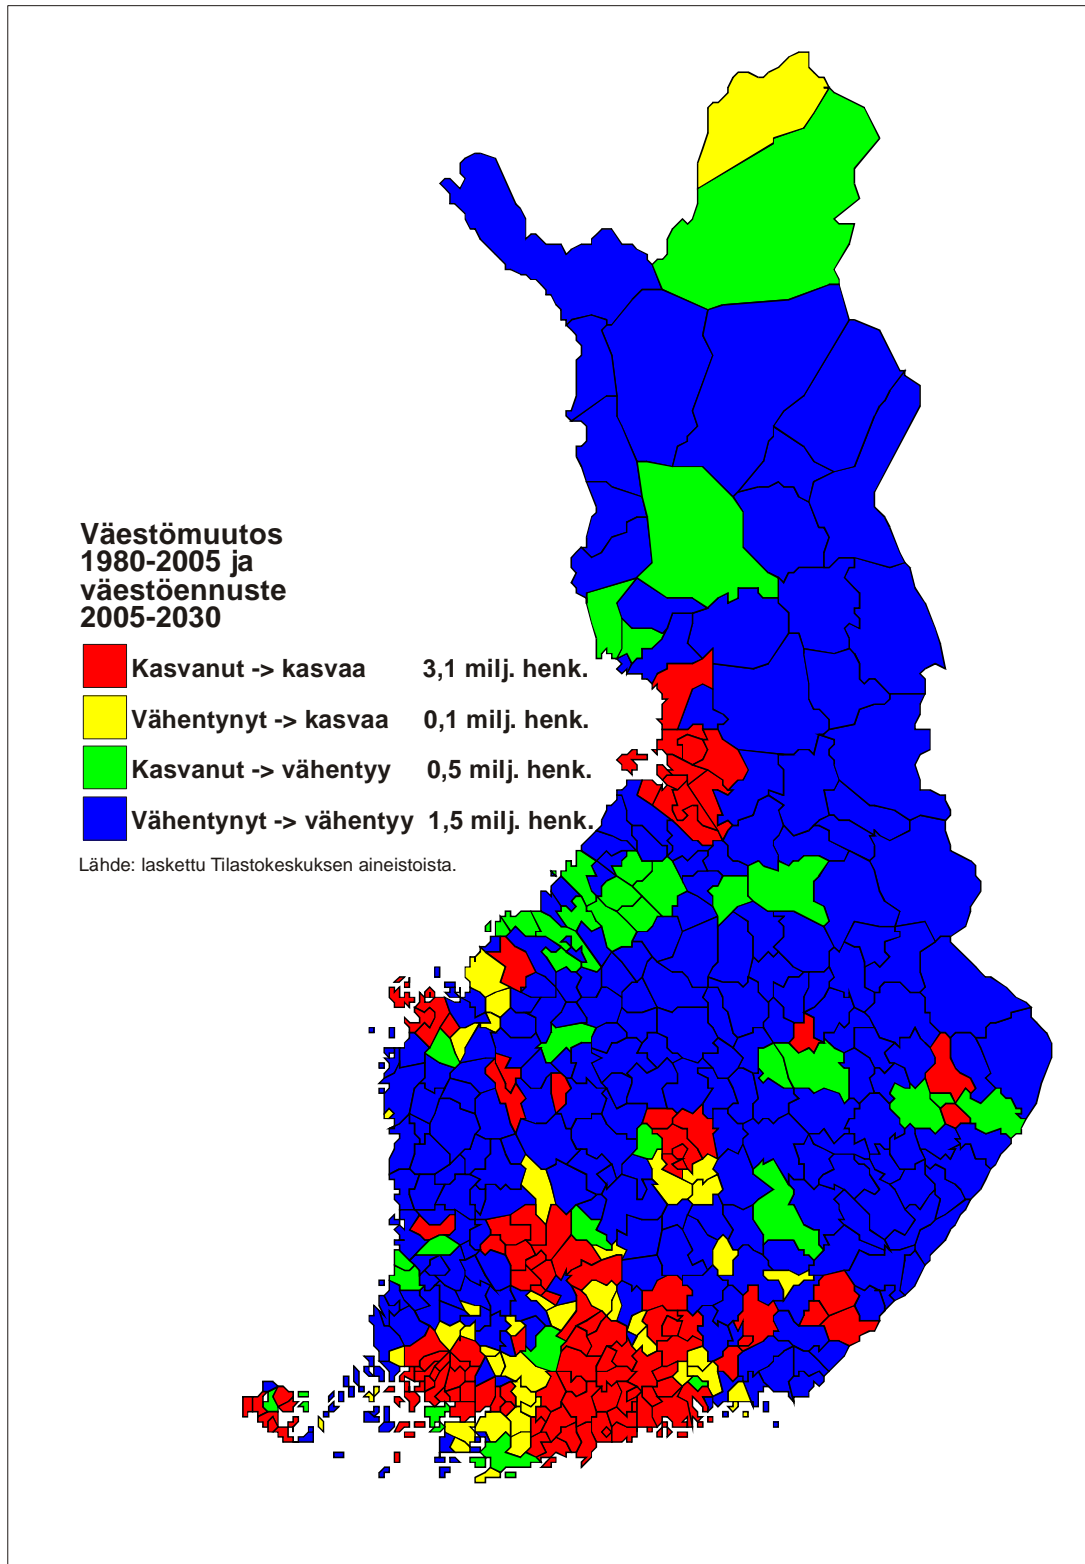 Väestömuutos
1980-2005 ja
väestöennuste
2005-2030
Kasvanut -> kasvaa 3,1 milj. henk.
Vähentynyt -> kasvaa 0,1 milj. henk.
Kasvanut -> vähentyy 0,5 milj. henk.
Vähentynyt -> vähentyy 1,5 milj. henk.
Lähde: laskettu Tilastokeskuksen aineistoista.